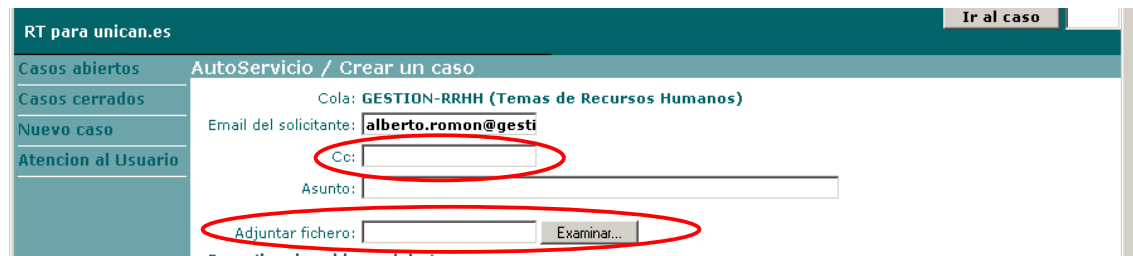 Ir al caso
RT para unican.es
Casos abiertos
AutoServicio / Crear un caso
Casos cerrados
Cola: GESTION-RRHH (Temas de Recursos Humanos)
Nuevo caso
Email del solicitante: alberto.romon@gesti
Atencion al Usuario
Cc:
Asunto:
Adjuntar fichero: Examinar...